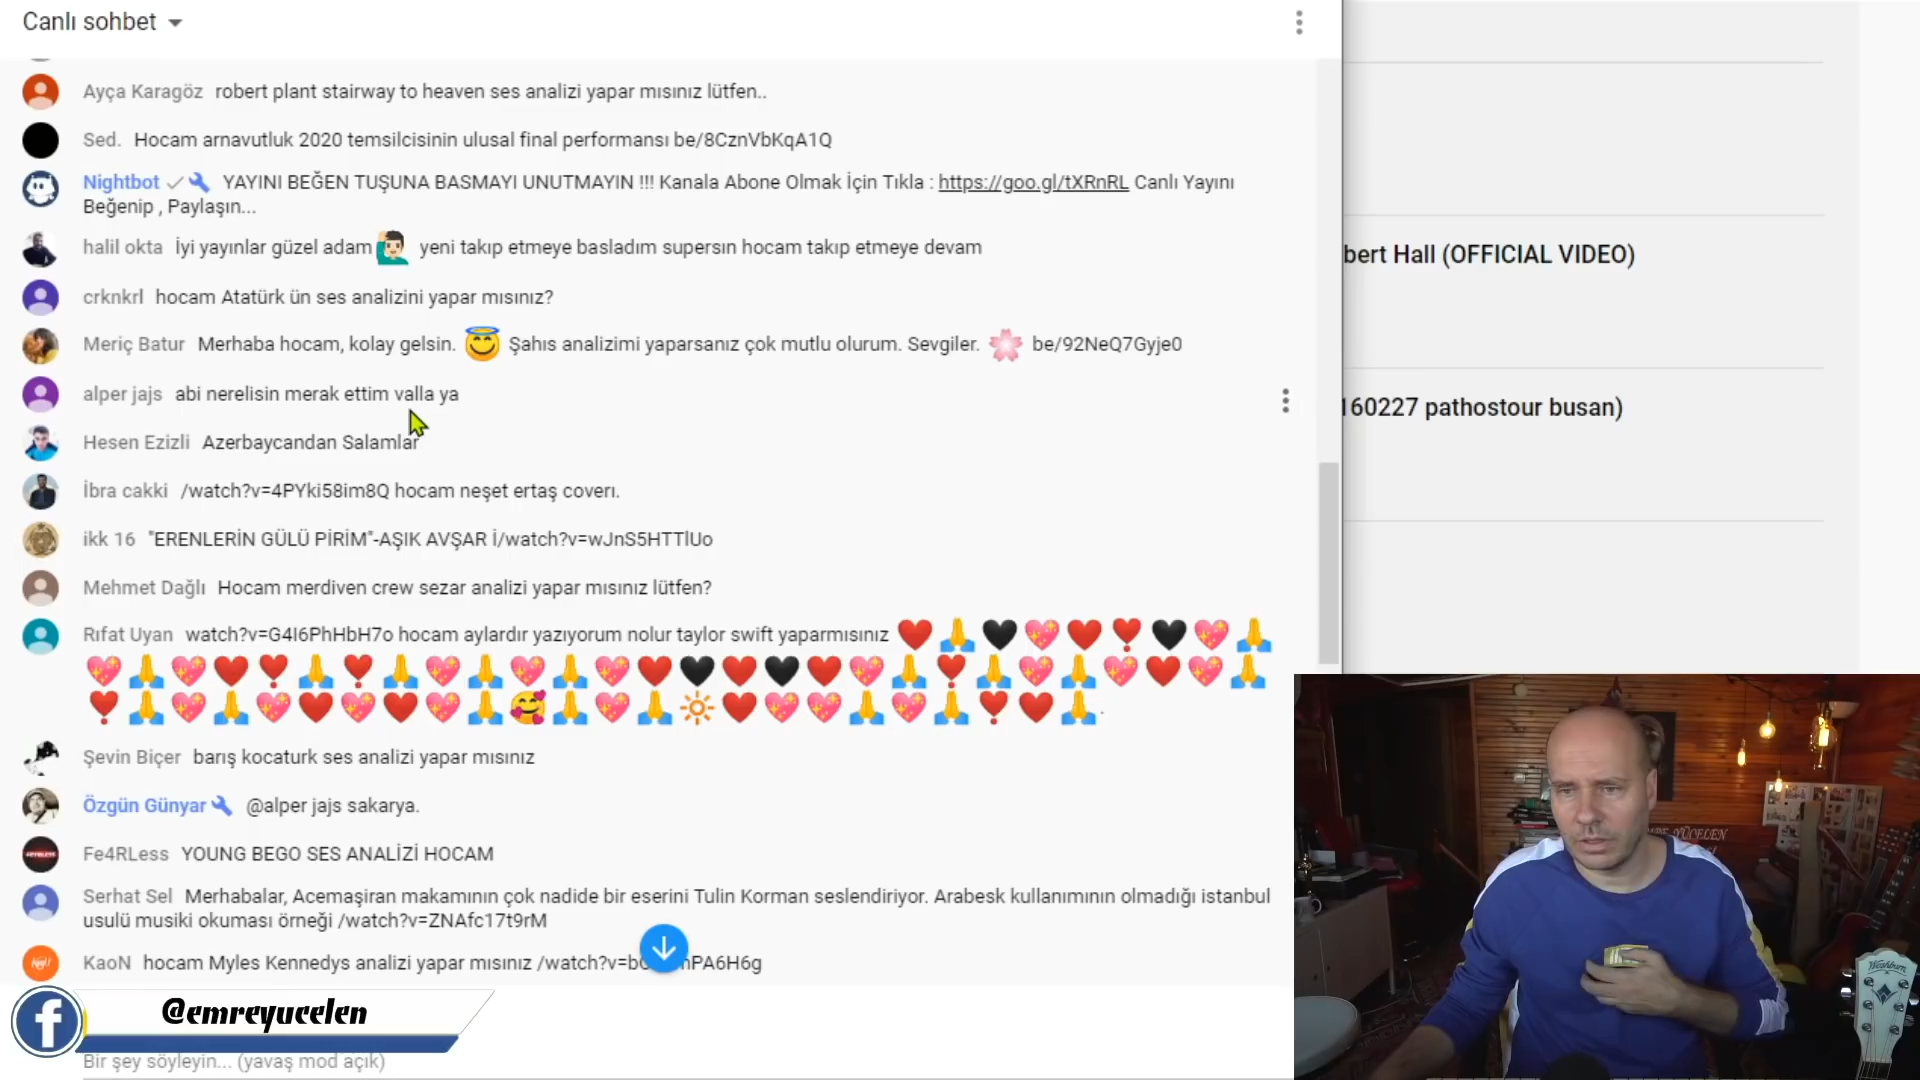 Canlı sohbet
Ayça Karagöz robert plant stairway to heaven ses analizi yapar mısınız lütfen..
Sed. Hocam arnavutluk 2020 temsilcisinin ulusal final performansı be/8CznVbKqA1Q
Nightbot YAYINI BEĞEN TUŞUNA BASMAYI UNUTMAYIN !!! Kanala Abone Olmak İçin Tıkla : https://goo.gl/tXRnRL Canlı Yayını
Beğenip , Paylaşın...
halil okta İyi yayınlar güzel adam 🙋🏻‍♂️ yeni takıp etmeye basladım supersın hocam takıp etmeye devam
bert Hall (OFFICIAL VIDEO)
crknkrl hocam Atatürk ün ses analizini yapar mısınız?
Meriç Batur Merhaba hocam, kolay gelsin. 😇 Şahıs analizimi yaparsanız çok mutlu olurum. Sevgiler. 🌸 be/92NeQ7Gyje0
alper jajs abi nerelisin merak ettim valla ya
160227 pathostour busan)
Hesen Ezizli Azerbaycandan Salamlar
İbra cakki /watch?v=4PYki58im8Q hocam neşet ertaş coverı.
ikk 16 "ERENLERİN GÜLÜ PİRİM"-AŞIK AVŞAR İ/watch?v=wJnS5HTTlUo
Mehmet Dağlı Hocam merdiven crew sezar analizi yapar mısınız lütfen?
Rıfat Uyan watch?v=G4I6PhHbH7o hocam aylardır yazıyorum nolur taylor swift yaparmısınız ❤️🙏🖤💖❤️❣️🖤💖🙏
💖🙏💖❤️❣️🙏❣️🙏💖🙏💖🙏💖❤️🖤❤️🖤❤️💖🙏❣️🙏💖🙏💖❤️💖🙏
❣️🙏💖🙏💖❤️💖❤️💖🙏🥰🙏💖🙏🔆❤️💖💖🙏💖🙏❣️❤️🙏.
Şevin Biçer barış kocaturk ses analizi yapar mısınız
Özgün Günyar @alper jajs sakarya.
Fe4RLess YOUNG BEGO SES ANALİZİ HOCAM
Serhat Sel Merhabalar, Acemaşiran makamının çok nadide bir eserini Tulin Korman seslendiriyor. Arabesk kullanımının olmadığı istanbul
usulü musiki okuması örneği /watch?v=ZNAfc17t9rM
KaoN hocam Myles Kennedys analizi yapar mısınız
@emreyucelen
Bir şey söyleyin... (yavaş mod açık)
YÜCELEN
Washburn